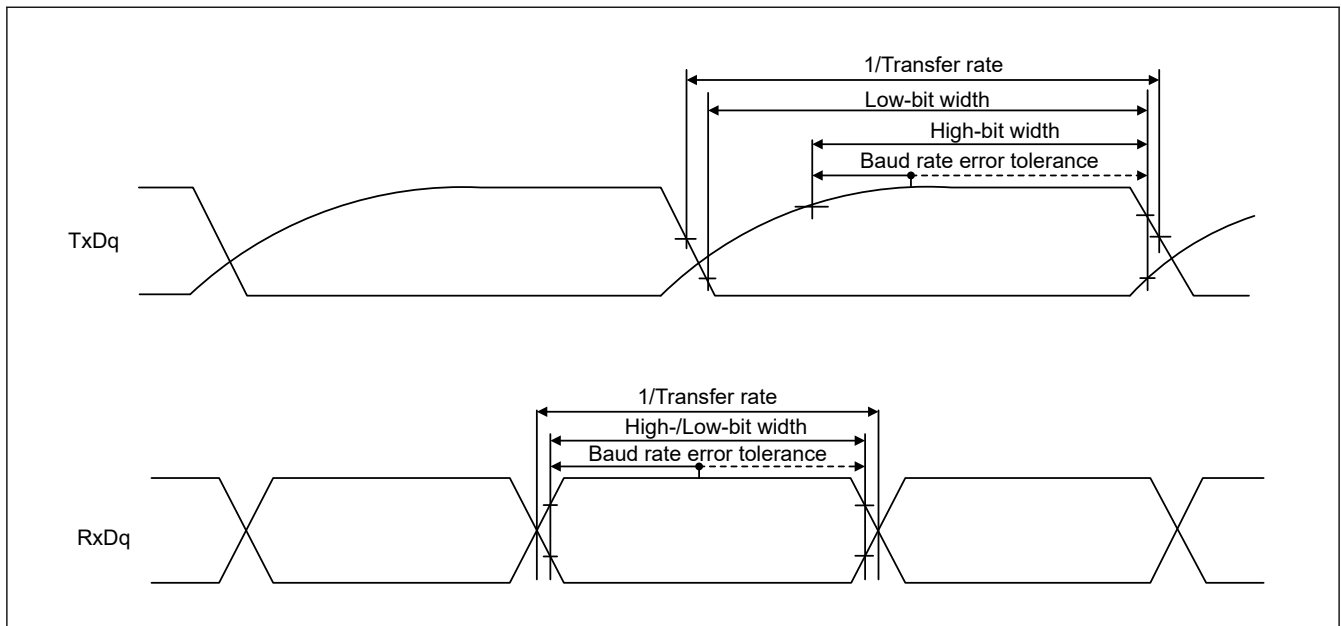 1/Transfer rate
Low-bit width
High-bit width
Baud rate error tolerance
TxDq
1/Transfer rate
High-/Low-bit width
Baud rate error tolerance
RxDq